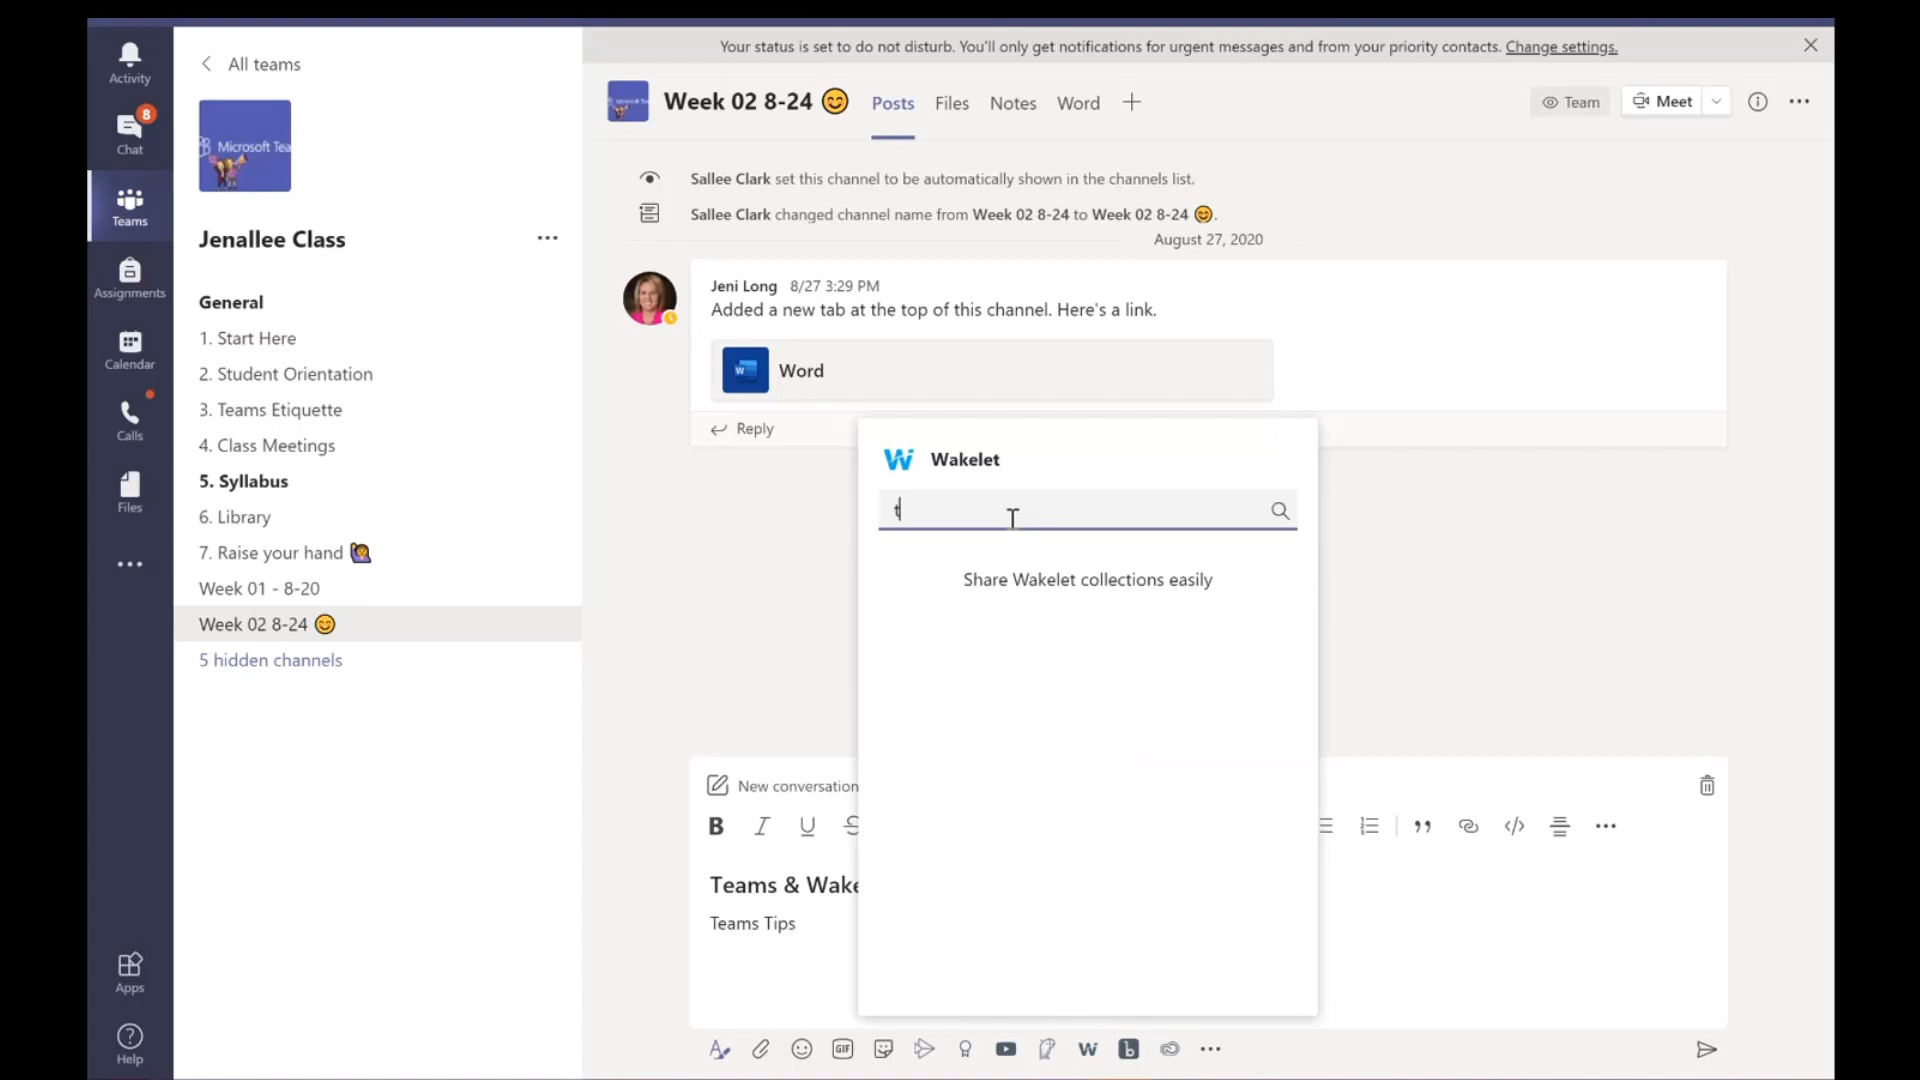 Your status is set to do not disturb. You'll only get notifications for urgent messages and from your priority contacts. Change settings.
Activity
8
Chat
Teams
Assignments
Calendar
Calls
Files
Apps
Help
All teams
Microsoft Tea
Jenallee Class
General
1. Start Here
2. Student Orientation
3. Teams Etiquette
4. Class Meetings
5. Syllabus
6. Library
7. Raise your hand 🙋
Week 01 - 8-20
Week 02 8-24 😊
5 hidden channels
Week 02 8-24 😊 Posts Files Notes Word
Team Meet
Sallee Clark set this channel to be automatically shown in the channels list.
Sallee Clark changed channel name from Week 02 8-24 to Week 02 8-24 😊.
August 27, 2020
Jeni Long 8/27 3:29 PM
Added a new tab at the top of this channel. Here's a link.
Word
Reply
Wakelet
t
Share Wakelet collections easily
New conversation
B I U S
Teams & Wake
Teams Tips
GIF